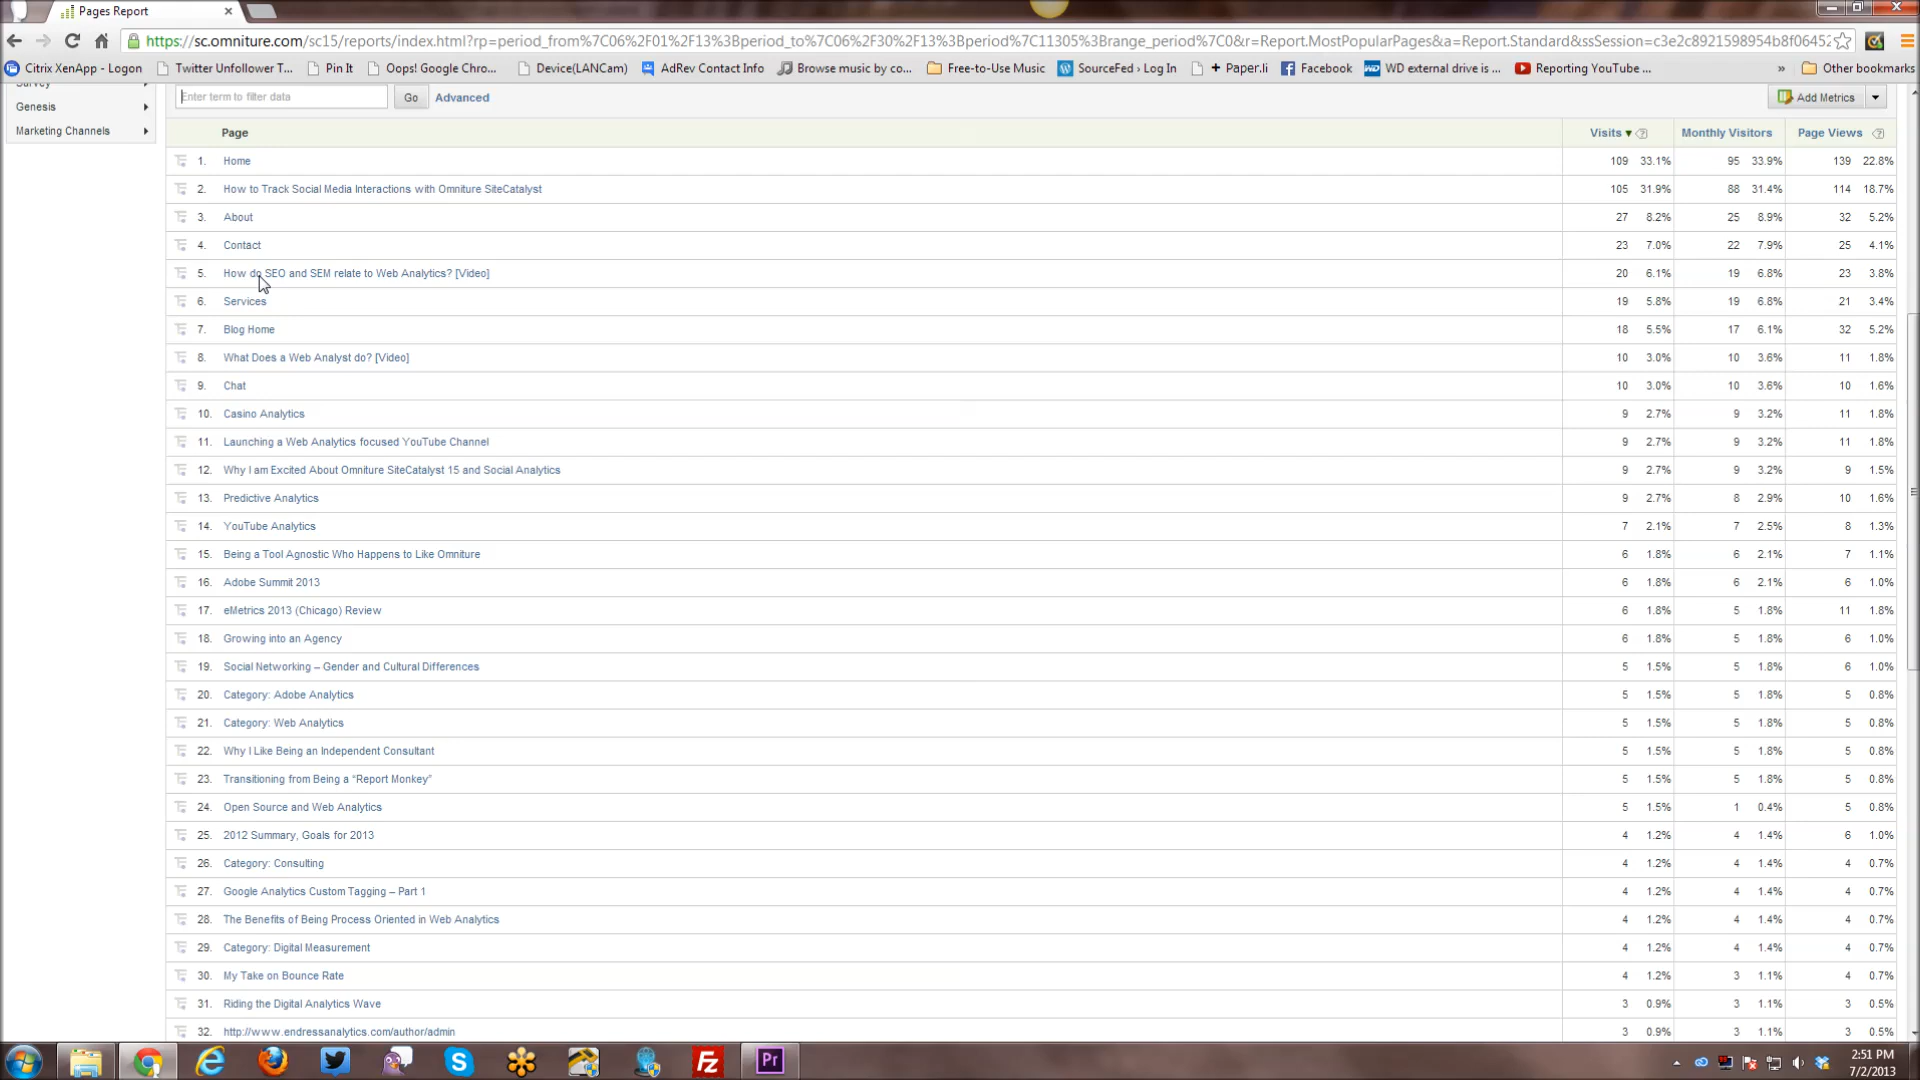 Pages Report
https://sc.omniture.com/sc15/reports/index.html?rp=period_from%7C06%2F01%2F13%3Bperiod_to%7C06%2F30%2F13%3Bperiod%7C11305%3Brange_period%7C0&r=Report.MostPopularPages&a=Report.Standard&ssSession=c3e2c8921598954b8f06452
Citrix XenApp - Logon Twitter Unfollower T... Pin It Oops! Google Chro... Device(LANCam) AdRev Contact Info Browse music by co... Free-to-Use Music SourceFed › Log In + Paper.li Facebook WD external drive is ... Reporting YouTube ... » Other bookmarks
Survey
Enter term to filter data Go Advanced Add Metrics
Genesis
Marketing Channels
Page Visits Monthly Visitors Page Views
1. Home 109 33.1% 95 33.9% 139 22.8%
2. How to Track Social Media Interactions with Omniture SiteCatalyst 105 31.9% 88 31.4% 114 18.7%
3. About 27 8.2% 25 8.9% 32 5.2%
4. Contact 23 7.0% 22 7.9% 25 4.1%
5. How do SEO and SEM relate to Web Analytics? [Video] 20 6.1% 19 6.8% 23 3.8%
6. Services 19 5.8% 19 6.8% 21 3.4%
7. Blog Home 18 5.5% 17 6.1% 32 5.2%
8. What Does a Web Analyst do? [Video] 10 3.0% 10 3.6% 11 1.8%
9. Chat 10 3.0% 10 3.6% 10 1.6%
10. Casino Analytics 9 2.7% 9 3.2% 11 1.8%
11. Launching a Web Analytics focused YouTube Channel 9 2.7% 9 3.2% 11 1.8%
12. Why I am Excited About Omniture SiteCatalyst 15 and Social Analytics 9 2.7% 9 3.2% 9 1.5%
13. Predictive Analytics 9 2.7% 8 2.9% 10 1.6%
14. YouTube Analytics 7 2.1% 7 2.5% 8 1.3%
15. Being a Tool Agnostic Who Happens to Like Omniture 6 1.8% 6 2.1% 7 1.1%
16. Adobe Summit 2013 6 1.8% 6 2.1% 6 1.0%
17. eMetrics 2013 (Chicago) Review 6 1.8% 5 1.8% 11 1.8%
18. Growing into an Agency 6 1.8% 5 1.8% 6 1.0%
19. Social Networking – Gender and Cultural Differences 5 1.5% 5 1.8% 6 1.0%
20. Category: Adobe Analytics 5 1.5% 5 1.8% 5 0.8%
21. Category: Web Analytics 5 1.5% 5 1.8% 5 0.8%
22. Why I Like Being an Independent Consultant 5 1.5% 5 1.8% 5 0.8%
23. Transitioning from Being a “Report Monkey” 5 1.5% 5 1.8% 5 0.8%
24. Open Source and Web Analytics 5 1.5% 1 0.4% 5 0.8%
25. 2012 Summary, Goals for 2013 4 1.2% 4 1.4% 6 1.0%
26. Category: Consulting 4 1.2% 4 1.4% 4 0.7%
27. Google Analytics Custom Tagging – Part 1 4 1.2% 4 1.4% 4 0.7%
28. The Benefits of Being Process Oriented in Web Analytics 4 1.2% 4 1.4% 4 0.7%
29. Category: Digital Measurement 4 1.2% 4 1.4% 4 0.7%
30. My Take on Bounce Rate 4 1.2% 3 1.1% 4 0.7%
31. Riding the Digital Analytics Wave 3 0.9% 3 1.1% 3 0.5%
32. http://www.endressanalytics.com/author/admin 3 0.9% 3 1.1% 3 0.5%
Pr
2:51 PM
7/2/2013